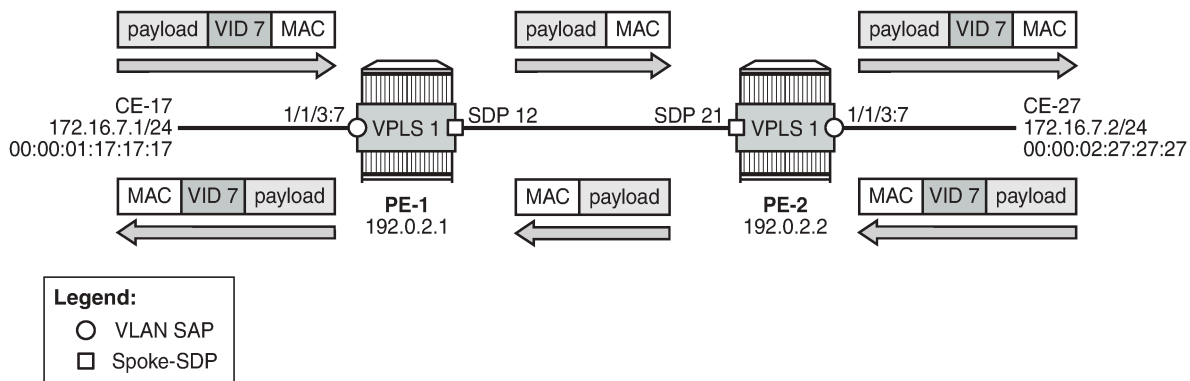 payload VID 7 MAC
payload MAC
payload VID 7 MAC
CE-17
172.16.7.1/24
00:00:01:17:17:17
1/1/3:7
VPLS 1
SDP 12
SDP 21
VPLS 1
1/1/3:7
CE-27
172.16.7.2/24
00:00:02:27:27:27
MAC VID 7 payload
PE-1
192.0.2.1
MAC payload
PE-2
192.0.2.2
MAC VID 7 payload
Legend:
VLAN SAP
Spoke-SDP